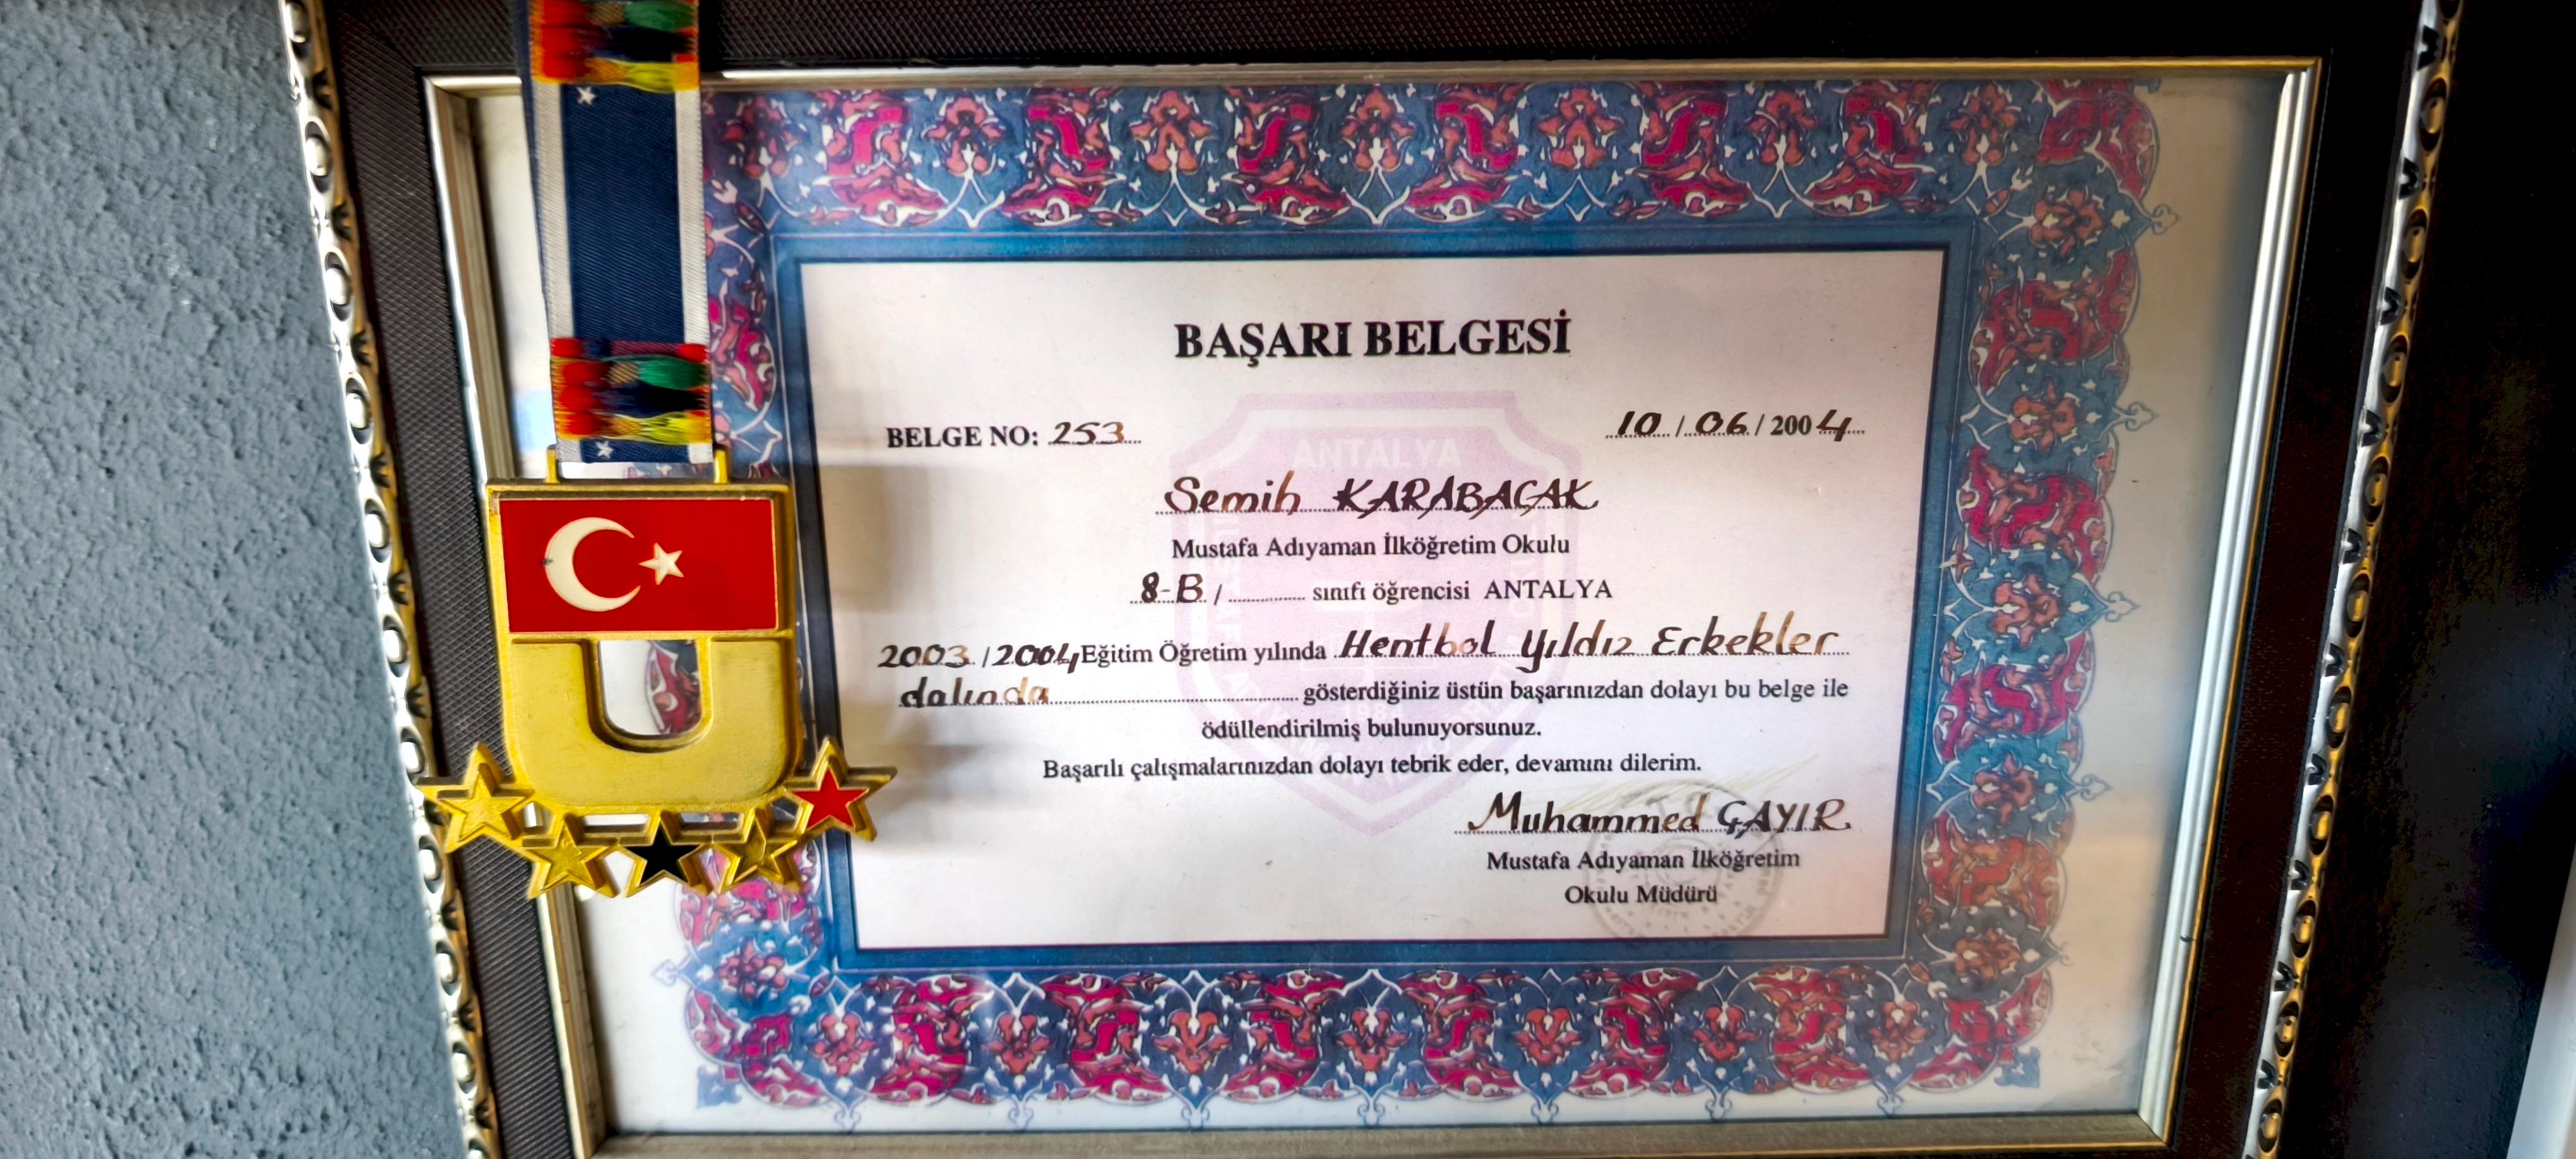 BAŞARI BELGESİ
BELGE NO: 253
10 / 06 / 2004
Semih KARABACAK
Mustafa Adıyaman İlköğretim Okulu
8-B / sınıfı öğrencisi ANTALYA
2003 / 2004 Eğitim Öğretim yılında Hentbol Yıldız Erkekler
dalında gösterdiğiniz üstün başarınızdan dolayı bu belge ile
ödüllendirilmiş bulunuyorsunuz.
Başarılı çalışmalarınızdan dolayı tebrik eder, devamını dilerim.
Muhammed ÇAYIR
Mustafa Adıyaman İlköğretim
Okulu Müdürü
ANTALYA